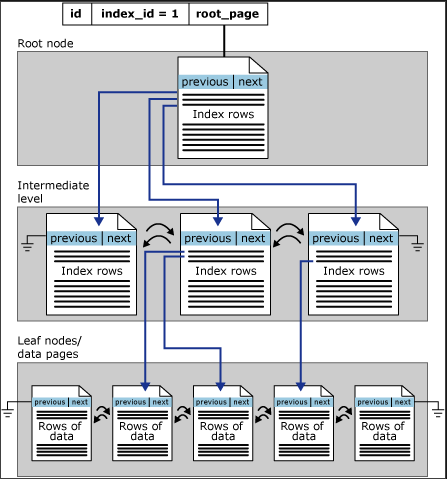 id index_id = 1 root_page
Root node
previous next
Index rows
Intermediate
level
previous next previous next previous next
Index rows Index rows Index rows
Leaf nodes/
data pages
previous next previous next previous next previous next previous next
Rows of Rows of Rows of Rows of Rows of
data data data data data